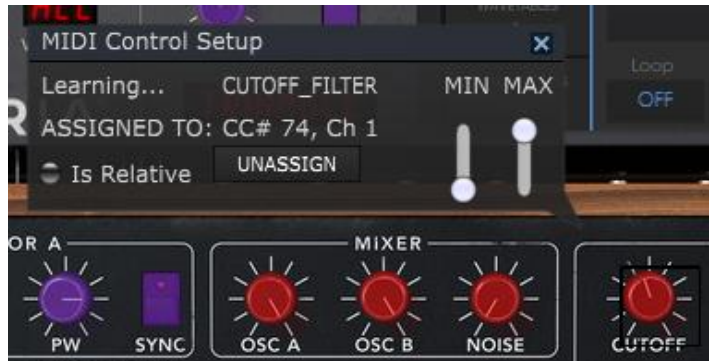 MIDI Control Setup
Learning... CUTOFF_FILTER MIN MAX
Loop
OFF
ASSIGNED TO: CC# 74, Ch 1
Is Relative UNASSIGN
OR A MiXER
PW SYNC OSC A OSC B NOISE CUTOFF